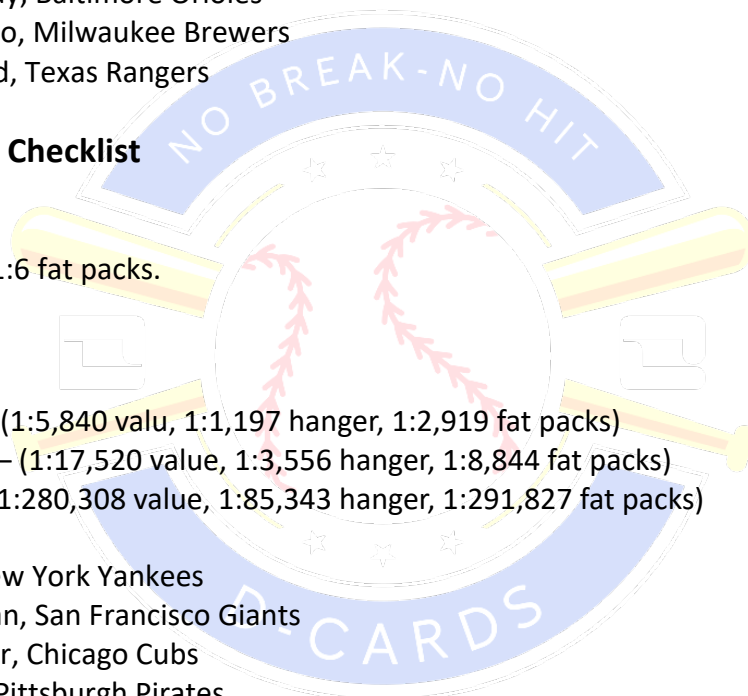 Baltimore Orioles
o, Milwaukee Brewers
d, Texas Rangers
NO BREAK-NO HIT
Checklist
1:6 fat packs.
(1:5,840 valu, 1:1,197 hanger, 1:2,919 fat packs)
– (1:17,520 value, 1:3,556 hanger, 1:8,844 fat packs)
1:280,308 value, 1:85,343 hanger, 1:291,827 fat packs)
ew York Yankees
n, San Francisco Giants
r, Chicago Cubs
D-CARDS
Pittsburgh Pirates